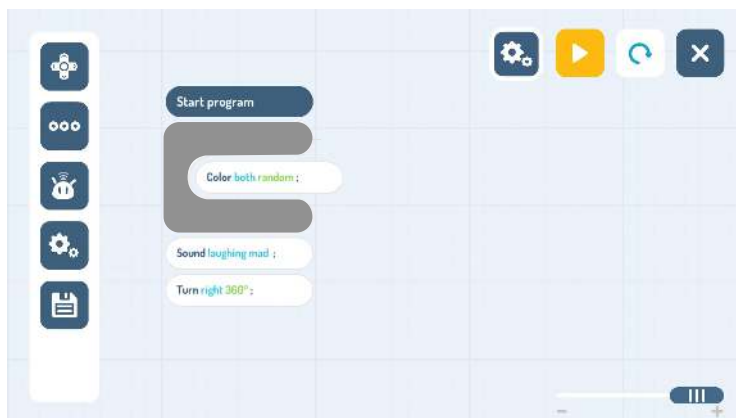 Start program
Color both random ;
Sound laughing mad ;
Turn right 360° ;
- +